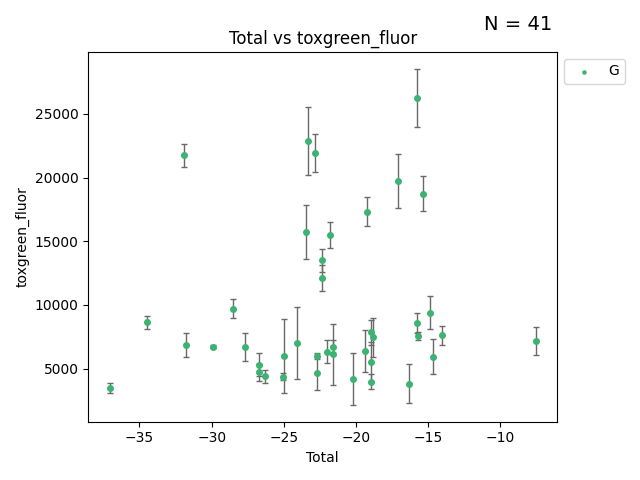 N = 41
Total vs toxgreen_fluor
G
toxgreen_fluor
25000
20000
15000
10000
5000
−35 −30 −25 −20 −15 −10
Total